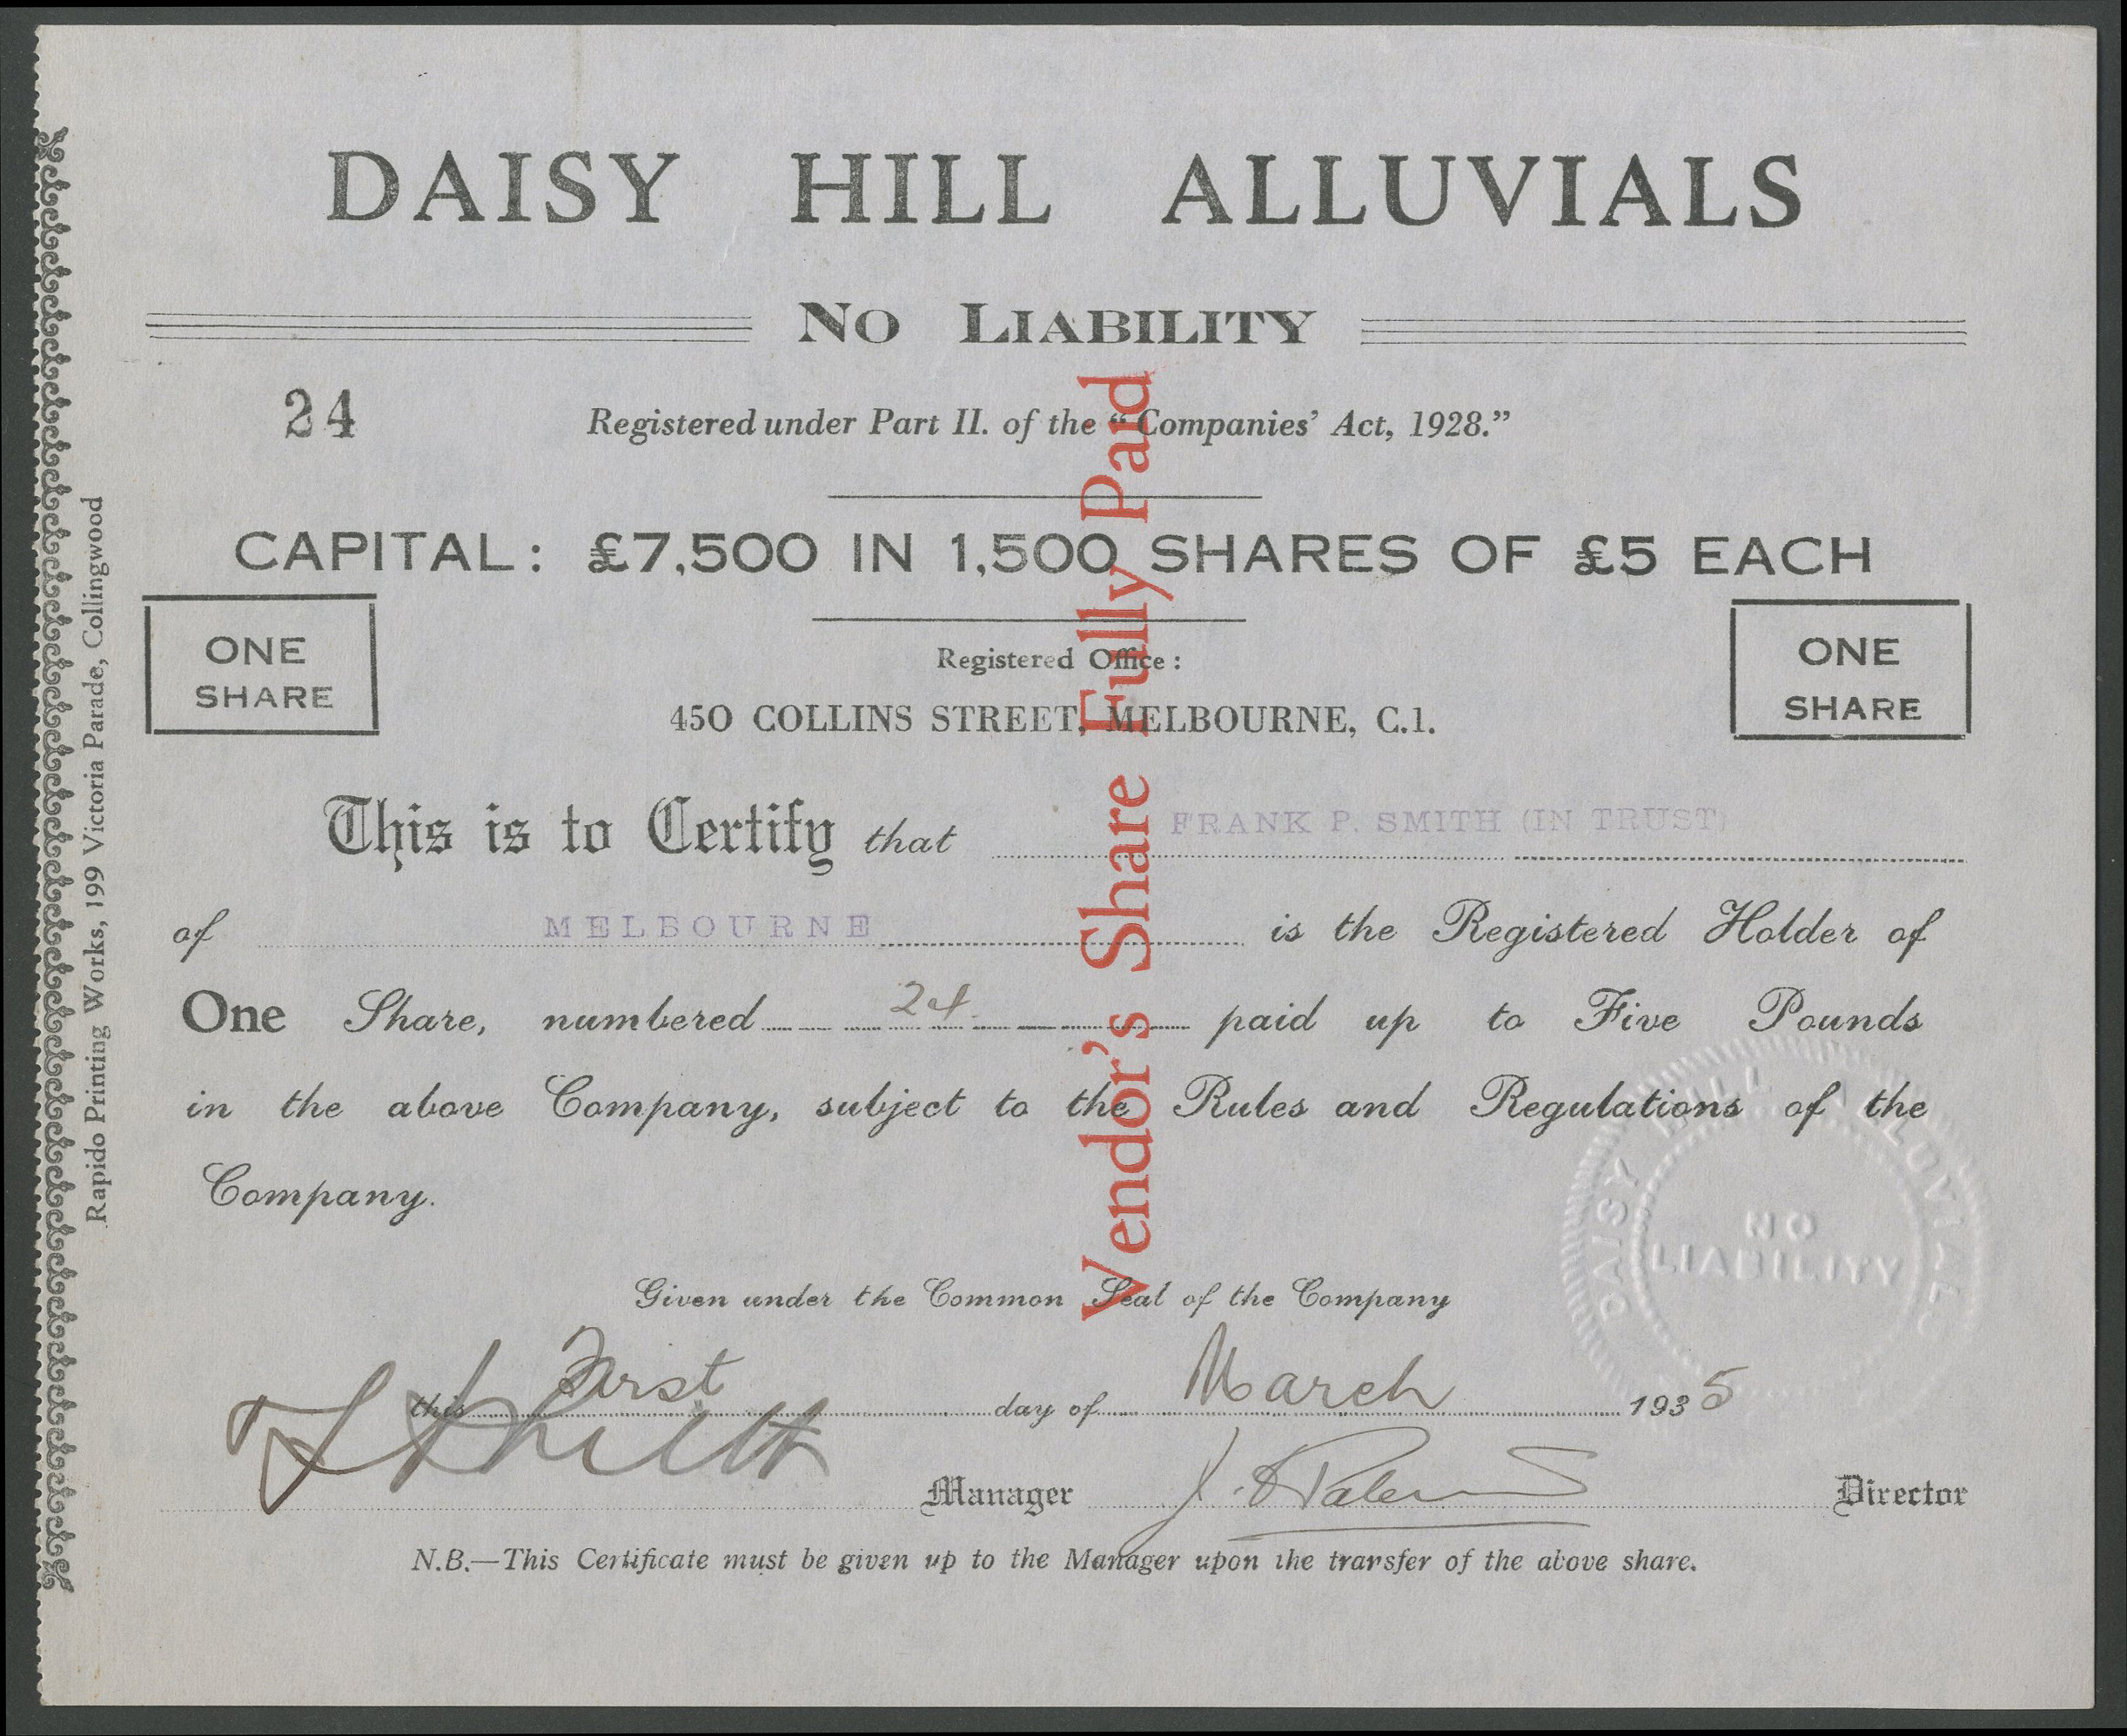 DAISY HILL ALLUVIALS
NO LIABILITY
24
Registered under Part II. of the "Companies' Act, 1928."
CAPITAL: £7,500 IN 1,500 SHARES OF £5 EACH
ONE SHARE
ONE SHARE
Registered Office:
450 COLLINS STREET, MELBOURNE, C.1.
This is to Certify that FRANK P. SMITH (IN TRUST)
of MELBOURNE is the Registered Holder of
One Share, numbered 24. paid up to Five Pounds
in the above Company, subject to the Rules and Regulations of the
Company.
Given under the Common Seal of the Company
this First day of March 1935
Manager
Director
N.B.—This Certificate must be given up to the Manager upon the transfer of the above share.
Vendor's Share Fully Paid
Rapido Printing Works, 199 Victoria Parade, Collingwood
DAISY HILL ALLUVIALS
NO
LIABILITY